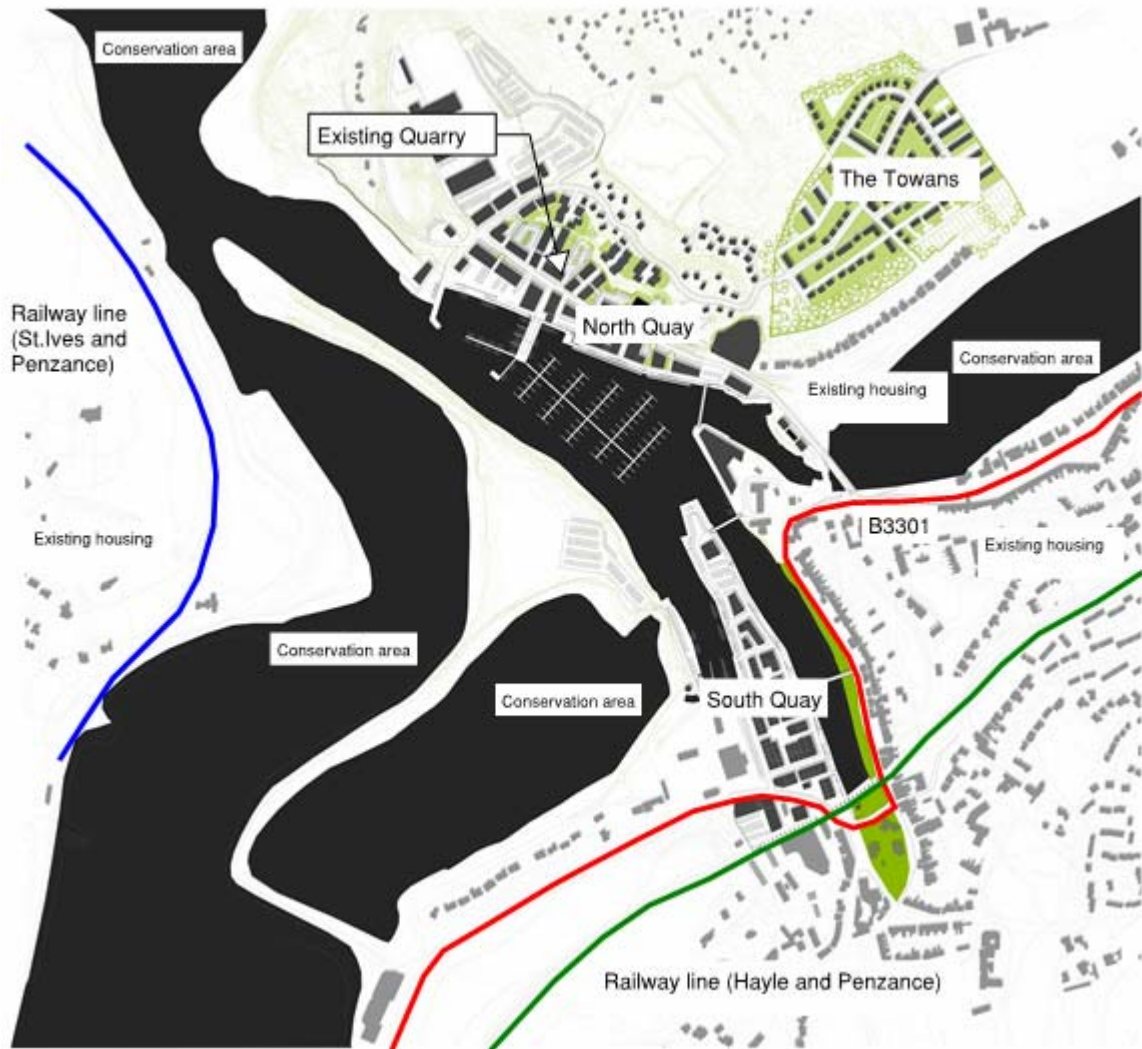 Conservation area
Existing Quarry
The Towans
Railway line
(St.Ives and
Penzance)
North Quay
Conservation area
Existing housing
B3301
Existing housing
Existing housing
Conservation area
Conservation area
South Quay
Railway line (Hayle and Penzance)